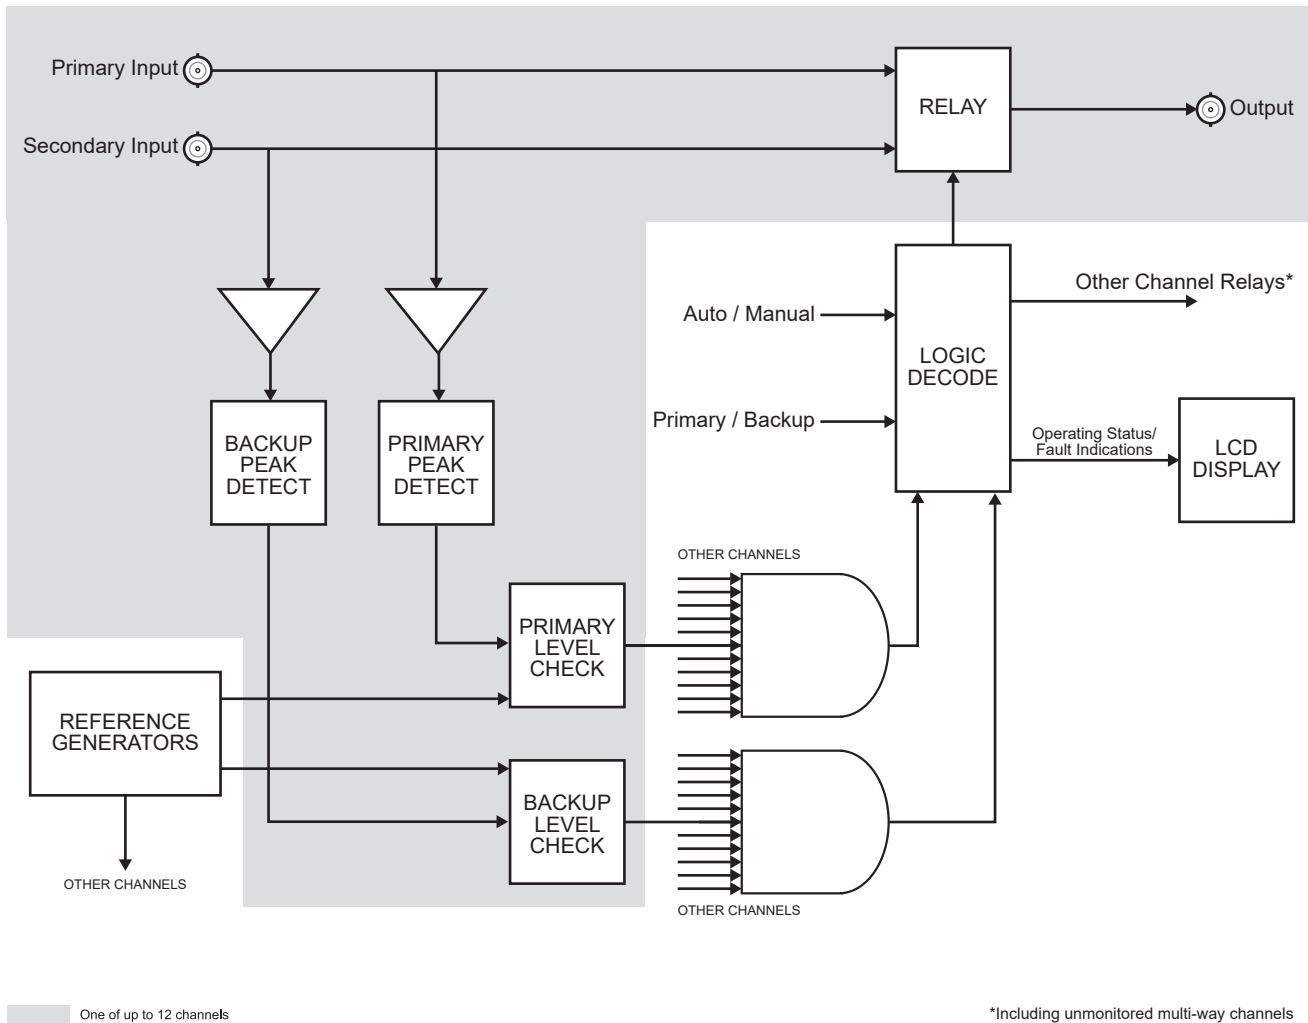 Primary Input
RELAY
Output
Secondary Input
Other Channel Relays*
Auto / Manual
LOGIC
DECODE
Primary / Backup
Operating Status/
Fault Indications
LCD
DISPLAY
BACKUP
PEAK
DETECT
PRIMARY
PEAK
DETECT
OTHER CHANNELS
PRIMARY
LEVEL
CHECK
REFERENCE
GENERATORS
BACKUP
LEVEL
CHECK
OTHER CHANNELS
OTHER CHANNELS
One of up to 12 channels
*Including unmonitored multi-way channels